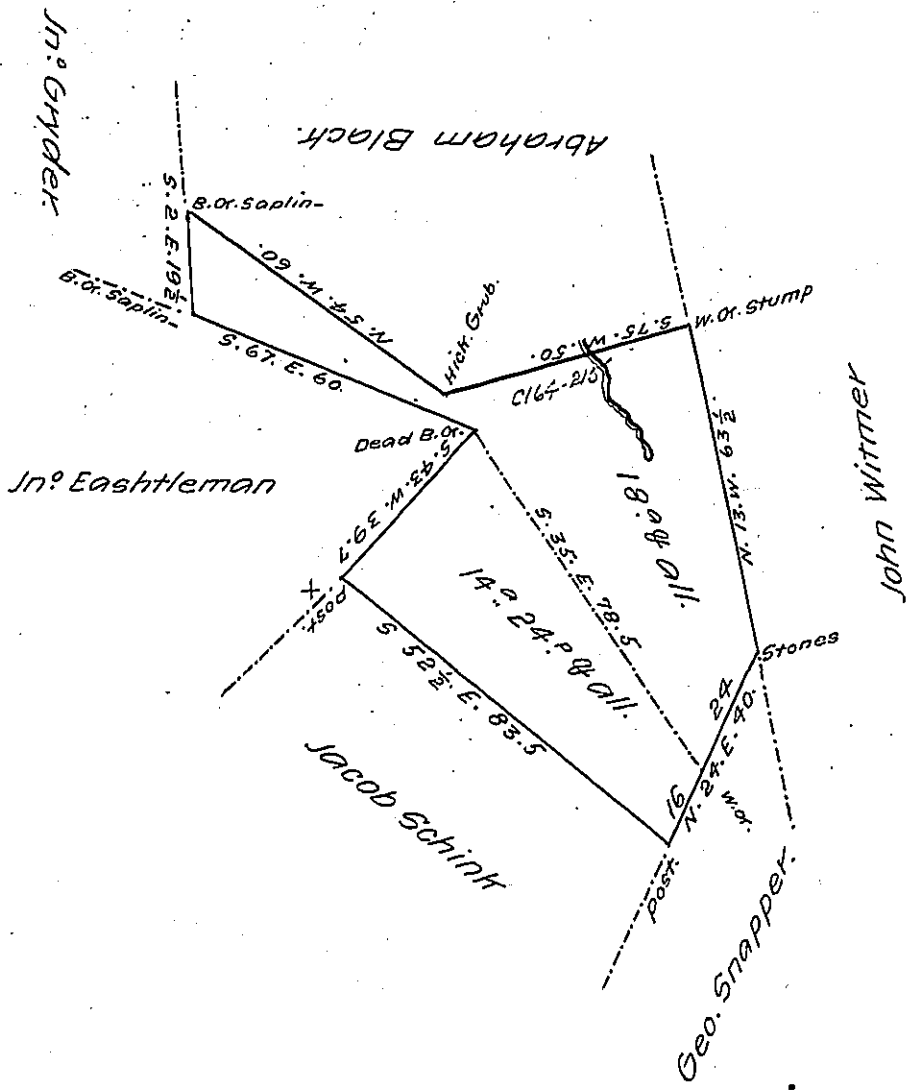 Jnº Gryder.
Abraham Black.
B.Or. Saplin-
S. 2. E. 19½
N. 54. W. 60.
B.Or. Saplin-
Hick. Grub.
S. 75. W. 50.
W.Or. Stump
S. 67. E. 60.
C164-215
Dead B.Or.
N. 13. W. 63½
John Witmer
Jnº Eashtleman
S. 43. W. 39.7
18.ª & all.
S. 35. E. 78.5
14.ª 24.ᵖ & all.
X
post.
S 52½. E. 83.5
Stones
24
N. 24. E. 40.
16
W.Or.
Jacob Schink
post.
Geo. Snapper.